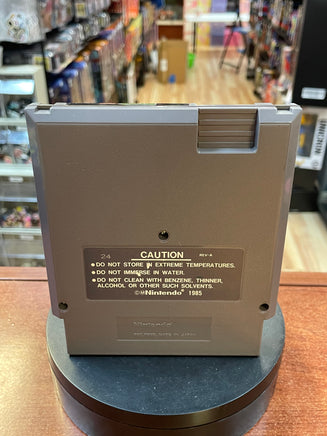 24 CAUTION REV-A
• DO NOT STORE IN EXTREME TEMPERATURES.
• DO NOT IMMERSE IN WATER.
• DO NOT CLEAN WITH BENZENE, THINNER,
ALCOHOL OR OTHER SUCH SOLVENTS.
©Nintendo® 1985
Nintendo